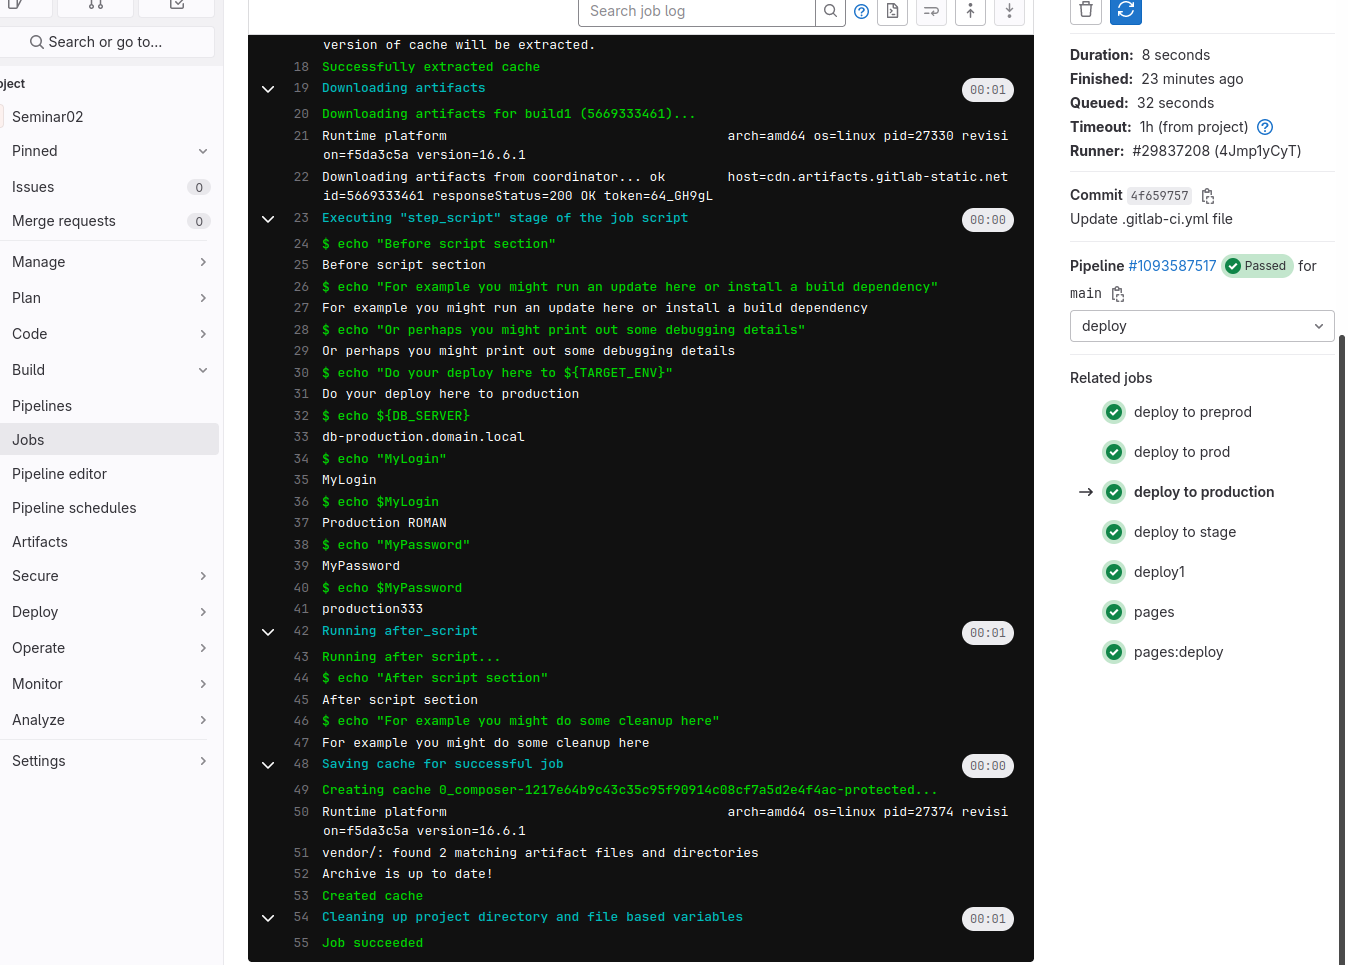 Search or go to...
oject
Seminar02
Pinned
Issues 0
Merge requests 0
Manage
Plan
Code
Build
Pipelines
Jobs
Pipeline editor
Pipeline schedules
Artifacts
Secure
Deploy
Operate
Monitor
Analyze
Settings
Search job log
version of cache will be extracted.
18 Successfully extracted cache
19 Downloading artifacts 00:01
20 Downloading artifacts for build1 (5669333461)...
21 Runtime platform arch=amd64 os=linux pid=27330 revisi
on=f5da3c5a version=16.6.1
22 Downloading artifacts from coordinator... ok host=cdn.artifacts.gitlab-static.net
id=5669333461 responseStatus=200 OK token=64_GH9gL
23 Executing "step_script" stage of the job script 00:00
24 $ echo "Before script section"
25 Before script section
26 $ echo "For example you might run an update here or install a build dependency"
27 For example you might run an update here or install a build dependency
28 $ echo "Or perhaps you might print out some debugging details"
29 Or perhaps you might print out some debugging details
30 $ echo "Do your deploy here to ${TARGET_ENV}"
31 Do your deploy here to production
32 $ echo ${DB_SERVER}
33 db-production.domain.local
34 $ echo "MyLogin"
35 MyLogin
36 $ echo $MyLogin
37 Production ROMAN
38 $ echo "MyPassword"
39 MyPassword
40 $ echo $MyPassword
41 production333
42 Running after_script 00:01
43 Running after script...
44 $ echo "After script section"
45 After script section
46 $ echo "For example you might do some cleanup here"
47 For example you might do some cleanup here
48 Saving cache for successful job 00:00
49 Creating cache 0_composer-1217e64b9c43c35c95f90914c08cf7a5d2e4f4ac-protected...
50 Runtime platform arch=amd64 os=linux pid=27374 revisi
on=f5da3c5a version=16.6.1
51 vendor/: found 2 matching artifact files and directories
52 Archive is up to date!
53 Created cache
54 Cleaning up project directory and file based variables 00:01
55 Job succeeded
Duration: 8 seconds
Finished: 23 minutes ago
Queued: 32 seconds
Timeout: 1h (from project)
Runner: #29837208 (4Jmp1yCyT)
Commit 4f659757
Update .gitlab-ci.yml file
Pipeline #1093587517 Passed for
main
deploy
Related jobs
deploy to preprod
deploy to prod
deploy to production
deploy to stage
deploy1
pages
pages:deploy